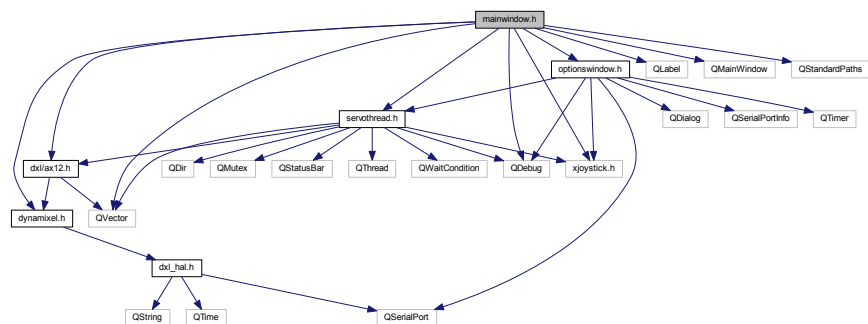 mainwindow.h
optionswindow.h
QLabel
QMainWindow
QStandardPaths
servothread.h
QDialog
QSerialPortInfo
QTimer
dxl/ax12.h
QDir
QMutex
QStatusBar
QThread
QWaitCondition
QDebug
xjoystick.h
dynamixel.h
QVector
dxl_hal.h
QString
QTime
QSerialPort